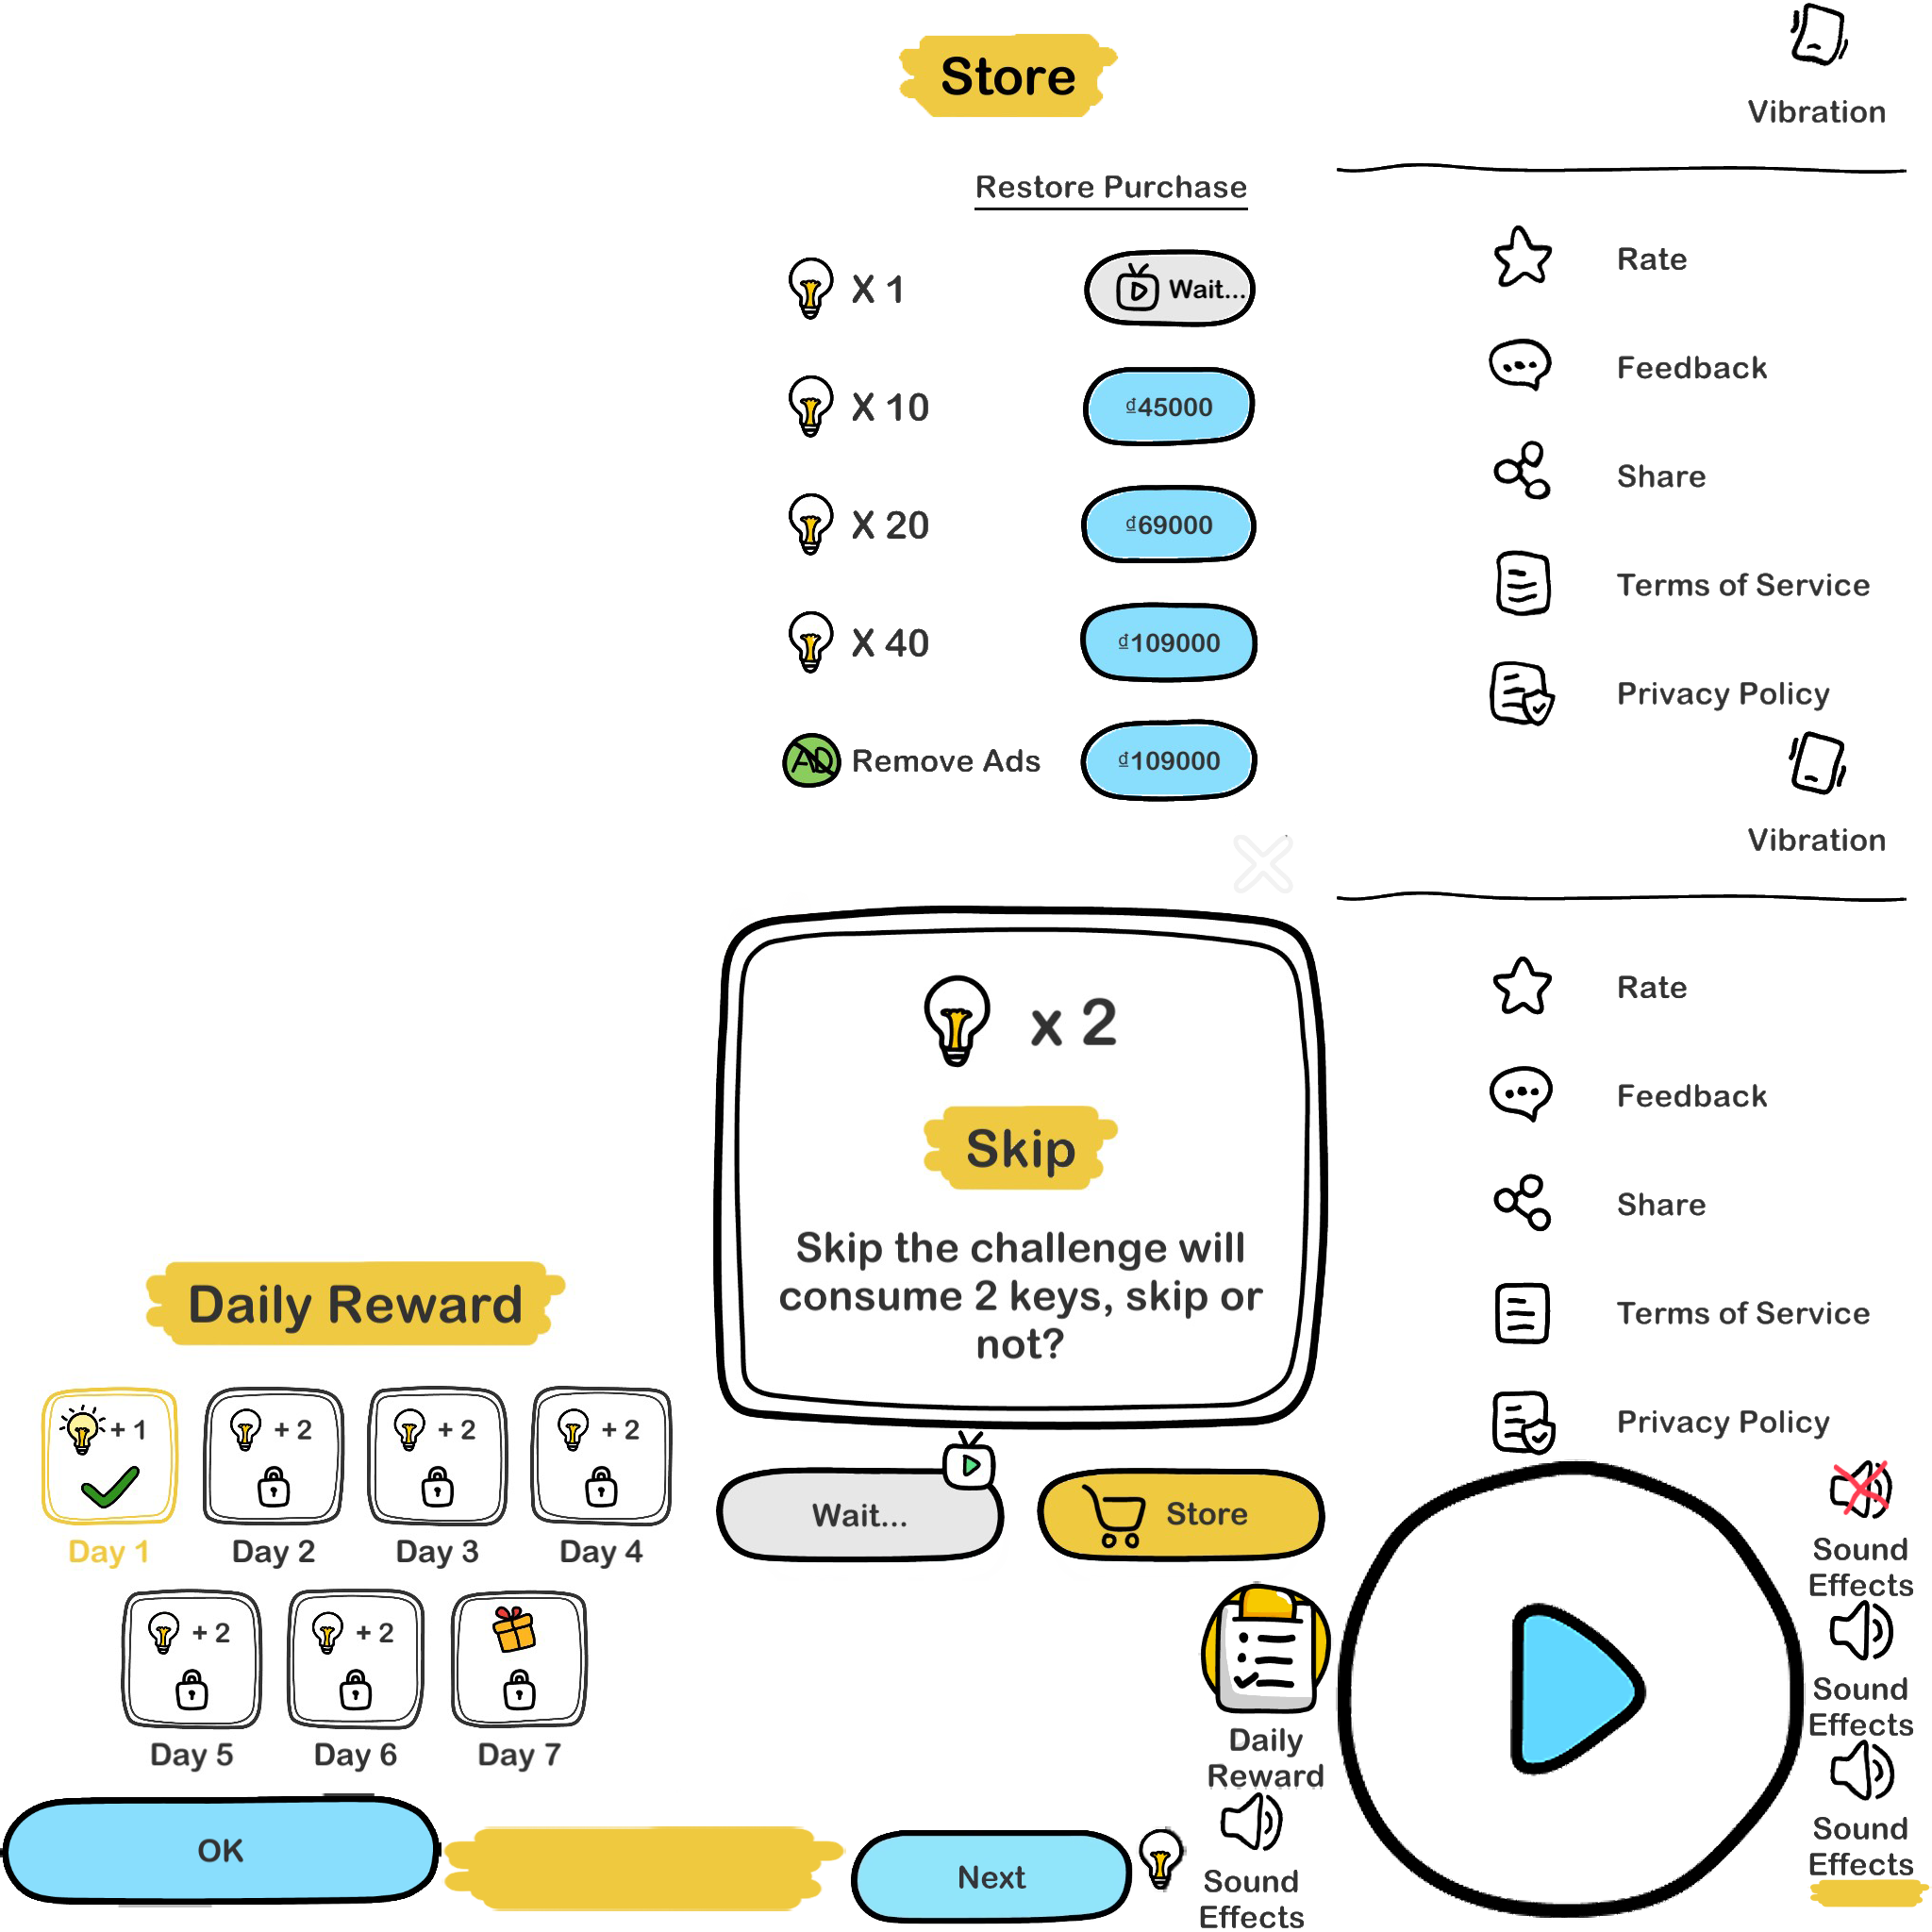 Store
Restore Purchase
X 1
Wait...
X 10
₫45000
X 20
₫69000
X 40
₫109000
AD
Remove Ads
₫109000
Vibration
Rate
Feedback
Share
Terms of Service
Privacy Policy
Vibration
Rate
Feedback
Share
Terms of Service
Privacy Policy
x 2
Skip
Skip the challenge will
consume 2 keys, skip or
not?
Wait...
Store
Daily Reward
+ 1
+ 2
+ 2
+ 2
Day 1
Day 2
Day 3
Day 4
+ 2
+ 2
Day 5
Day 6
Day 7
OK
Next
Daily
Reward
Sound
Effects
Sound
Effects
Sound
Effects
Sound
Effects